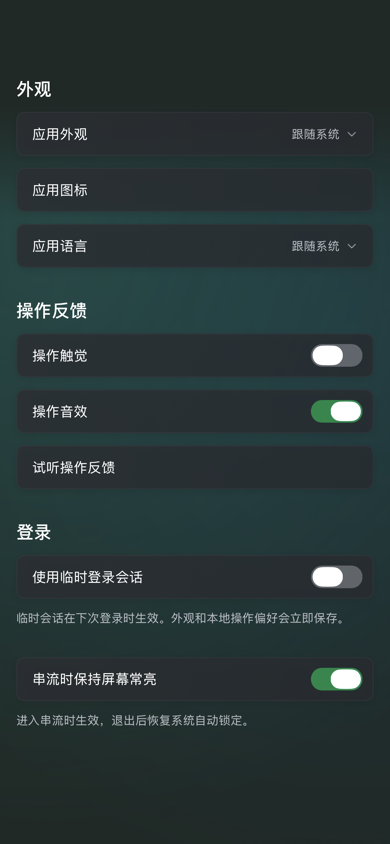 外观
应用外观 跟随系统
应用图标
应用语言 跟随系统
操作反馈
操作触觉
操作音效
试听操作反馈
登录
使用临时登录会话
临时会话在下次登录时生效。外观和本地操作偏好会立即保存。
串流时保持屏幕常亮
进入串流时生效，退出后恢复系统自动锁定。